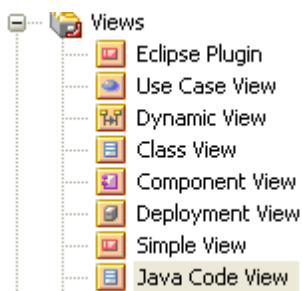 Views
Eclipse Plugin
Use Case View
Dynamic View
Class View
Component View
Deployment View
Simple View
Java Code View